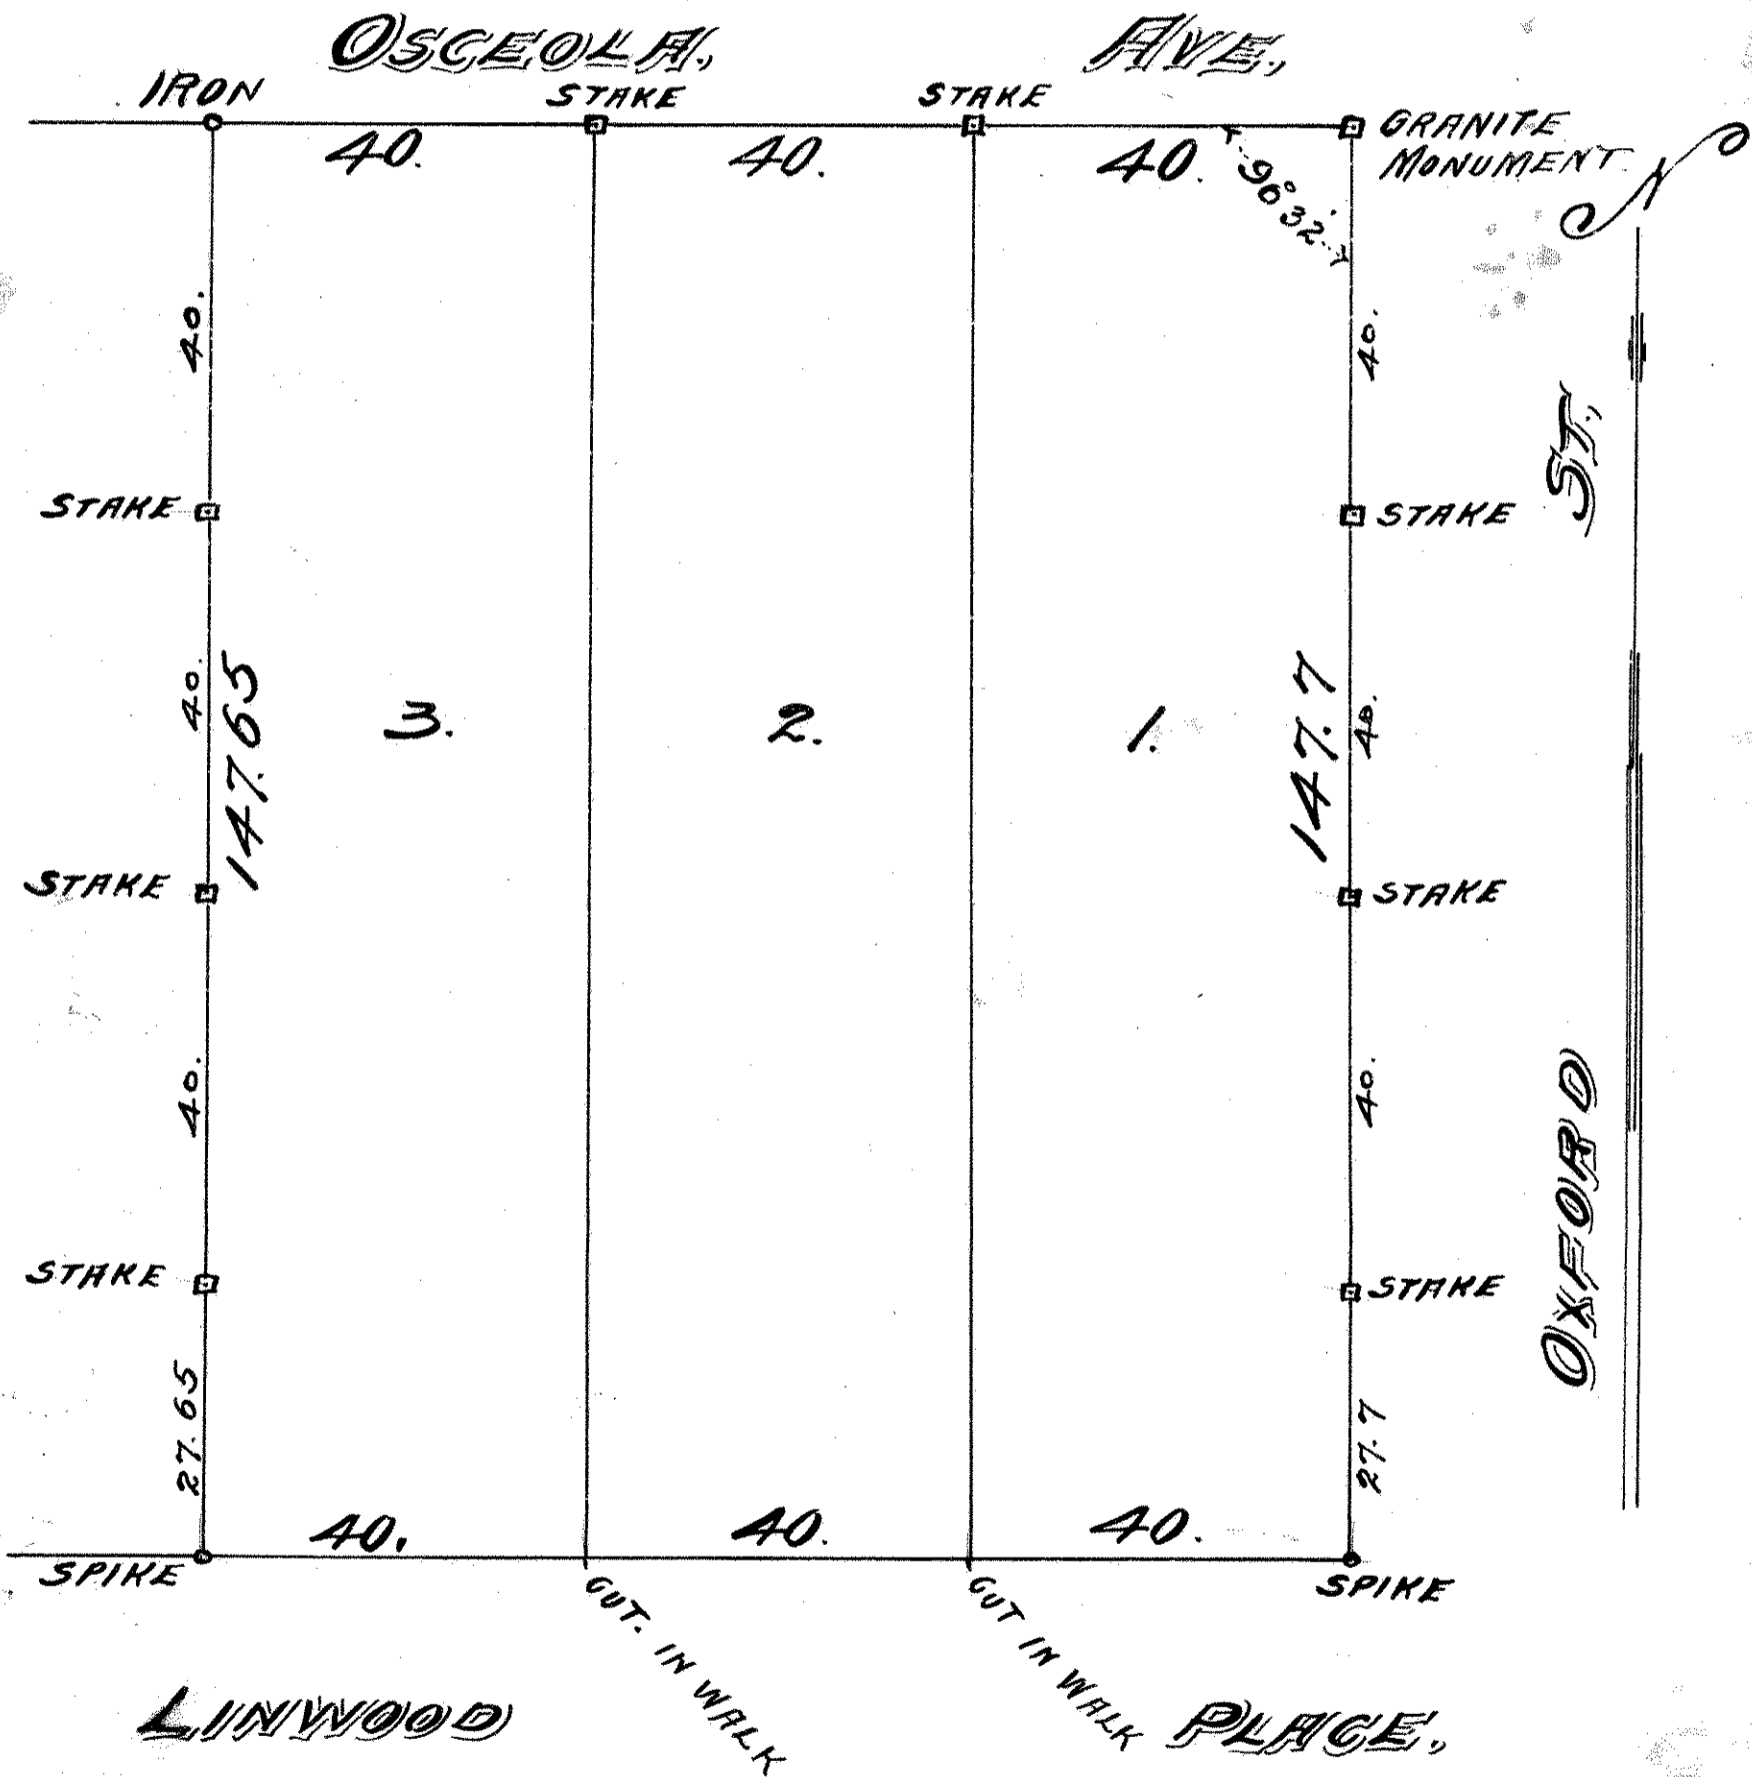 OSCEOLA. AVE.,
IRON STAKE STAKE
GRANITE
MONUMENT
N
40. 40. 40.
90° 32'
40. 40.
ST.,
STAKE STAKE
40. 147.65 3. 2. 1. 147.7 40.
STAKE STAKE
40. 40.
OXFORD
STAKE STAKE
27.65 27.7
40. 40. 40.
SPIKE SPIKE
CUT. IN WALK
CUT IN WALK
LINWOOD PLACE.,